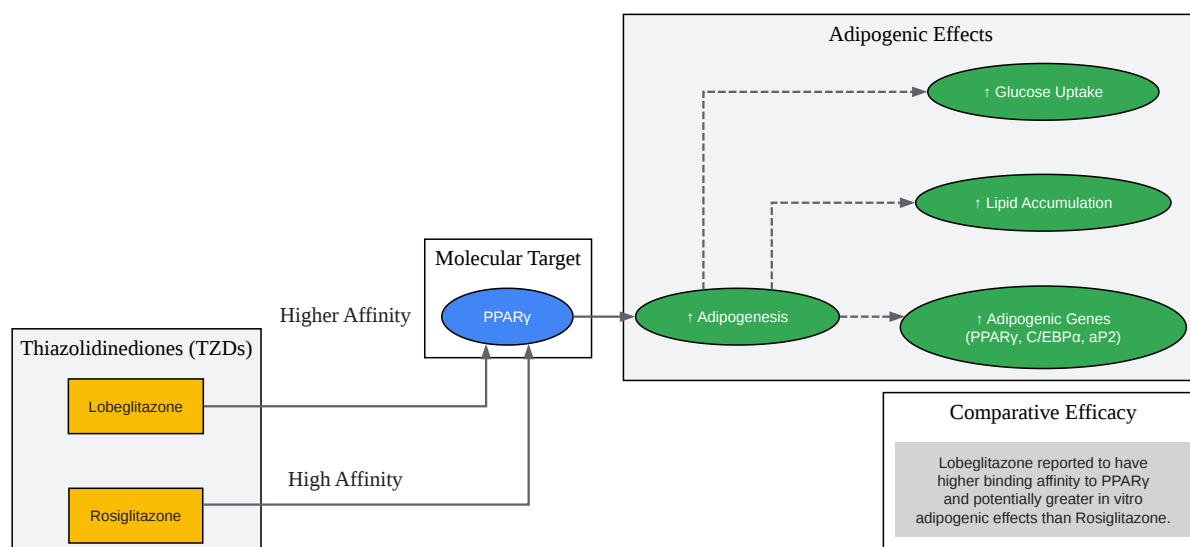 Adipogenic Effects
↑ Glucose Uptake
↑ Lipid Accumulation
Molecular Target
Higher Affinity
PPARγ
↑ Adipogenesis
↑ Adipogenic Genes
(PPARγ, C/EBPα, aP2)
Thiazolidinediones (TZDs)
Lobeglitazone
High Affinity
Rosiglitazone
Comparative Efficacy
Lobeglitazone reported to have
higher binding affinity to PPARγ
and potentially greater in vitro
adipogenic effects than Rosiglitazone.